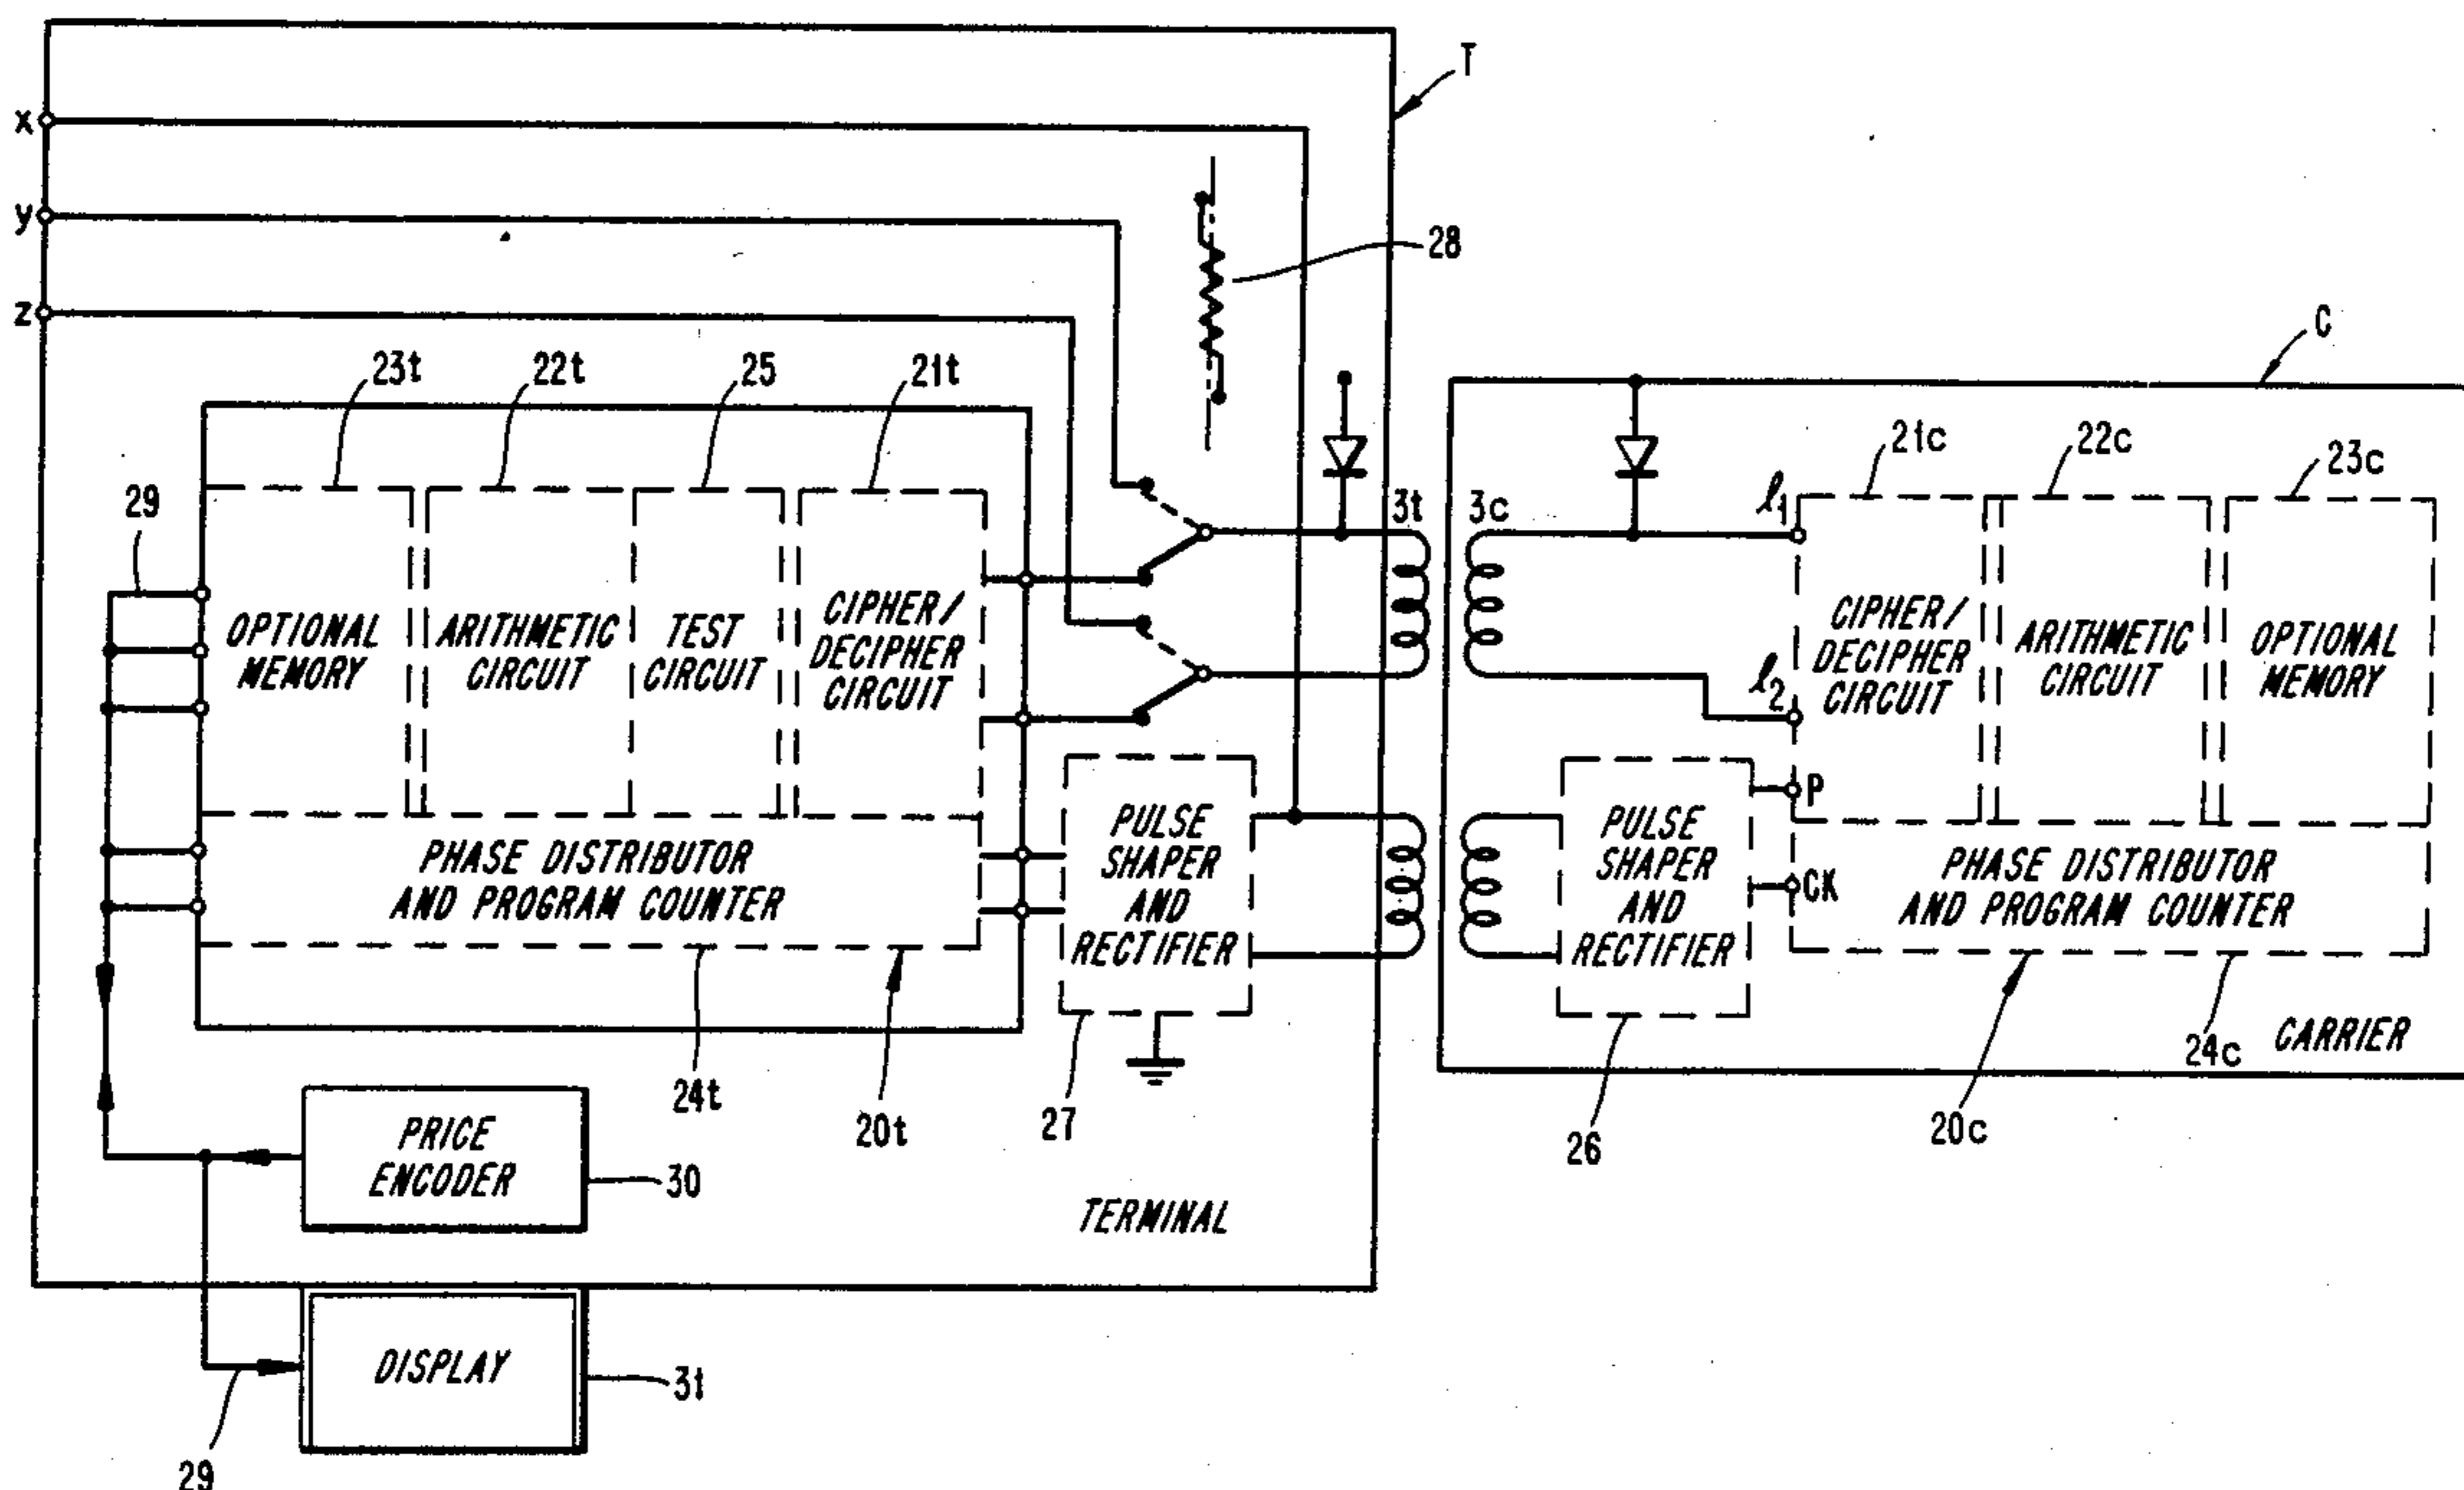 T
x
y
28
z
C
23t
22t
25
21t
21c
22c
23c
29
3t
3c
l1
OPTIONAL
MEMORY
ARITHMETIC
CIRCUIT
TEST
CIRCUIT
CIPHER/
DECIPHER
CIRCUIT
CIPHER/
DECIPHER
CIRCUIT
ARITHMETIC
CIRCUIT
OPTIONAL
MEMORY
l2
P
CK
PHASE DISTRIBUTOR
AND PROGRAM COUNTER
PULSE
SHAPER
AND
RECTIFIER
PULSE
SHAPER
AND
RECTIFIER
PHASE DISTRIBUTOR
AND PROGRAM COUNTER
CARRIER
24t
20t
27
26
20c
24c
PRICE
ENCODER
30
TERMINAL
DISPLAY
31
29